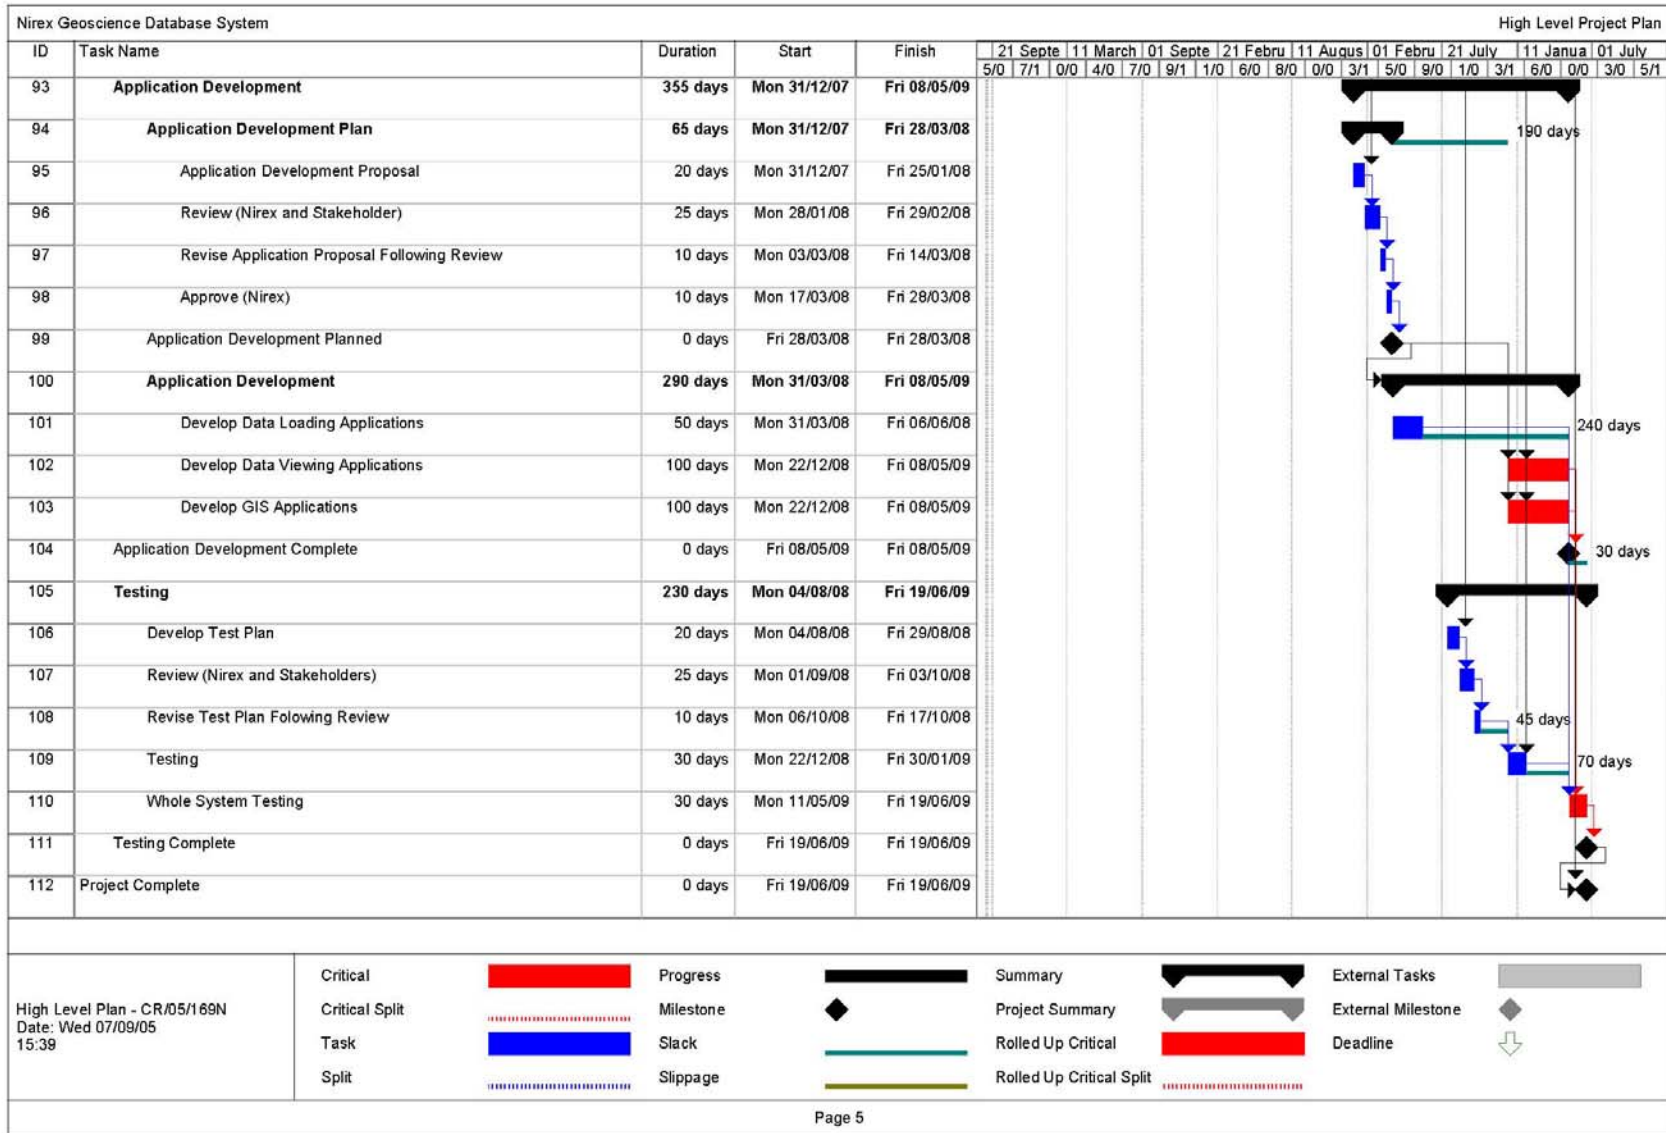 Nirex Geoscience Database System High Level Project Plan
ID Task Name Duration Start Finish 21 Septe 11 March 01 Septe 21 Febru 11 Augus 01 Febru 21 July 11 Janua 01 July
5/0 7/1 0/0 4/0 7/0 9/1 1/0 6/0 8/0 0/0 3/1 5/0 9/0 1/0 3/1 6/0 0/0 3/0 5/1
93 Application Development 355 days Mon 31/12/07 Fri 08/05/09
94 Application Development Plan 65 days Mon 31/12/07 Fri 28/03/08 190 days
95 Application Development Proposal 20 days Mon 31/12/07 Fri 25/01/08
96 Review (Nirex and Stakeholder) 25 days Mon 28/01/08 Fri 29/02/08
97 Revise Application Proposal Following Review 10 days Mon 03/03/08 Fri 14/03/08
98 Approve (Nirex) 10 days Mon 17/03/08 Fri 28/03/08
99 Application Development Planned 0 days Fri 28/03/08 Fri 28/03/08
100 Application Development 290 days Mon 31/03/08 Fri 08/05/09
101 Develop Data Loading Applications 50 days Mon 31/03/08 Fri 06/06/08 240 days
102 Develop Data Viewing Applications 100 days Mon 22/12/08 Fri 08/05/09
103 Develop GIS Applications 100 days Mon 22/12/08 Fri 08/05/09
104 Application Development Complete 0 days Fri 08/05/09 Fri 08/05/09 30 days
105 Testing 230 days Mon 04/08/08 Fri 19/06/09
106 Develop Test Plan 20 days Mon 04/08/08 Fri 29/08/08
107 Review (Nirex and Stakeholders) 25 days Mon 01/09/08 Fri 03/10/08
108 Revise Test Plan Folowing Review 10 days Mon 06/10/08 Fri 17/10/08 45 days
109 Testing 30 days Mon 22/12/08 Fri 30/01/09 70 days
110 Whole System Testing 30 days Mon 11/05/09 Fri 19/06/09
111 Testing Complete 0 days Fri 19/06/09 Fri 19/06/09
112 Project Complete 0 days Fri 19/06/09 Fri 19/06/09
High Level Plan - CR/05/169N
Date: Wed 07/09/05
15:39
Critical Progress Summary External Tasks
Critical Split Milestone Project Summary External Milestone
Task Slack Rolled Up Critical Deadline
Split Slippage Rolled Up Critical Split
Page 5